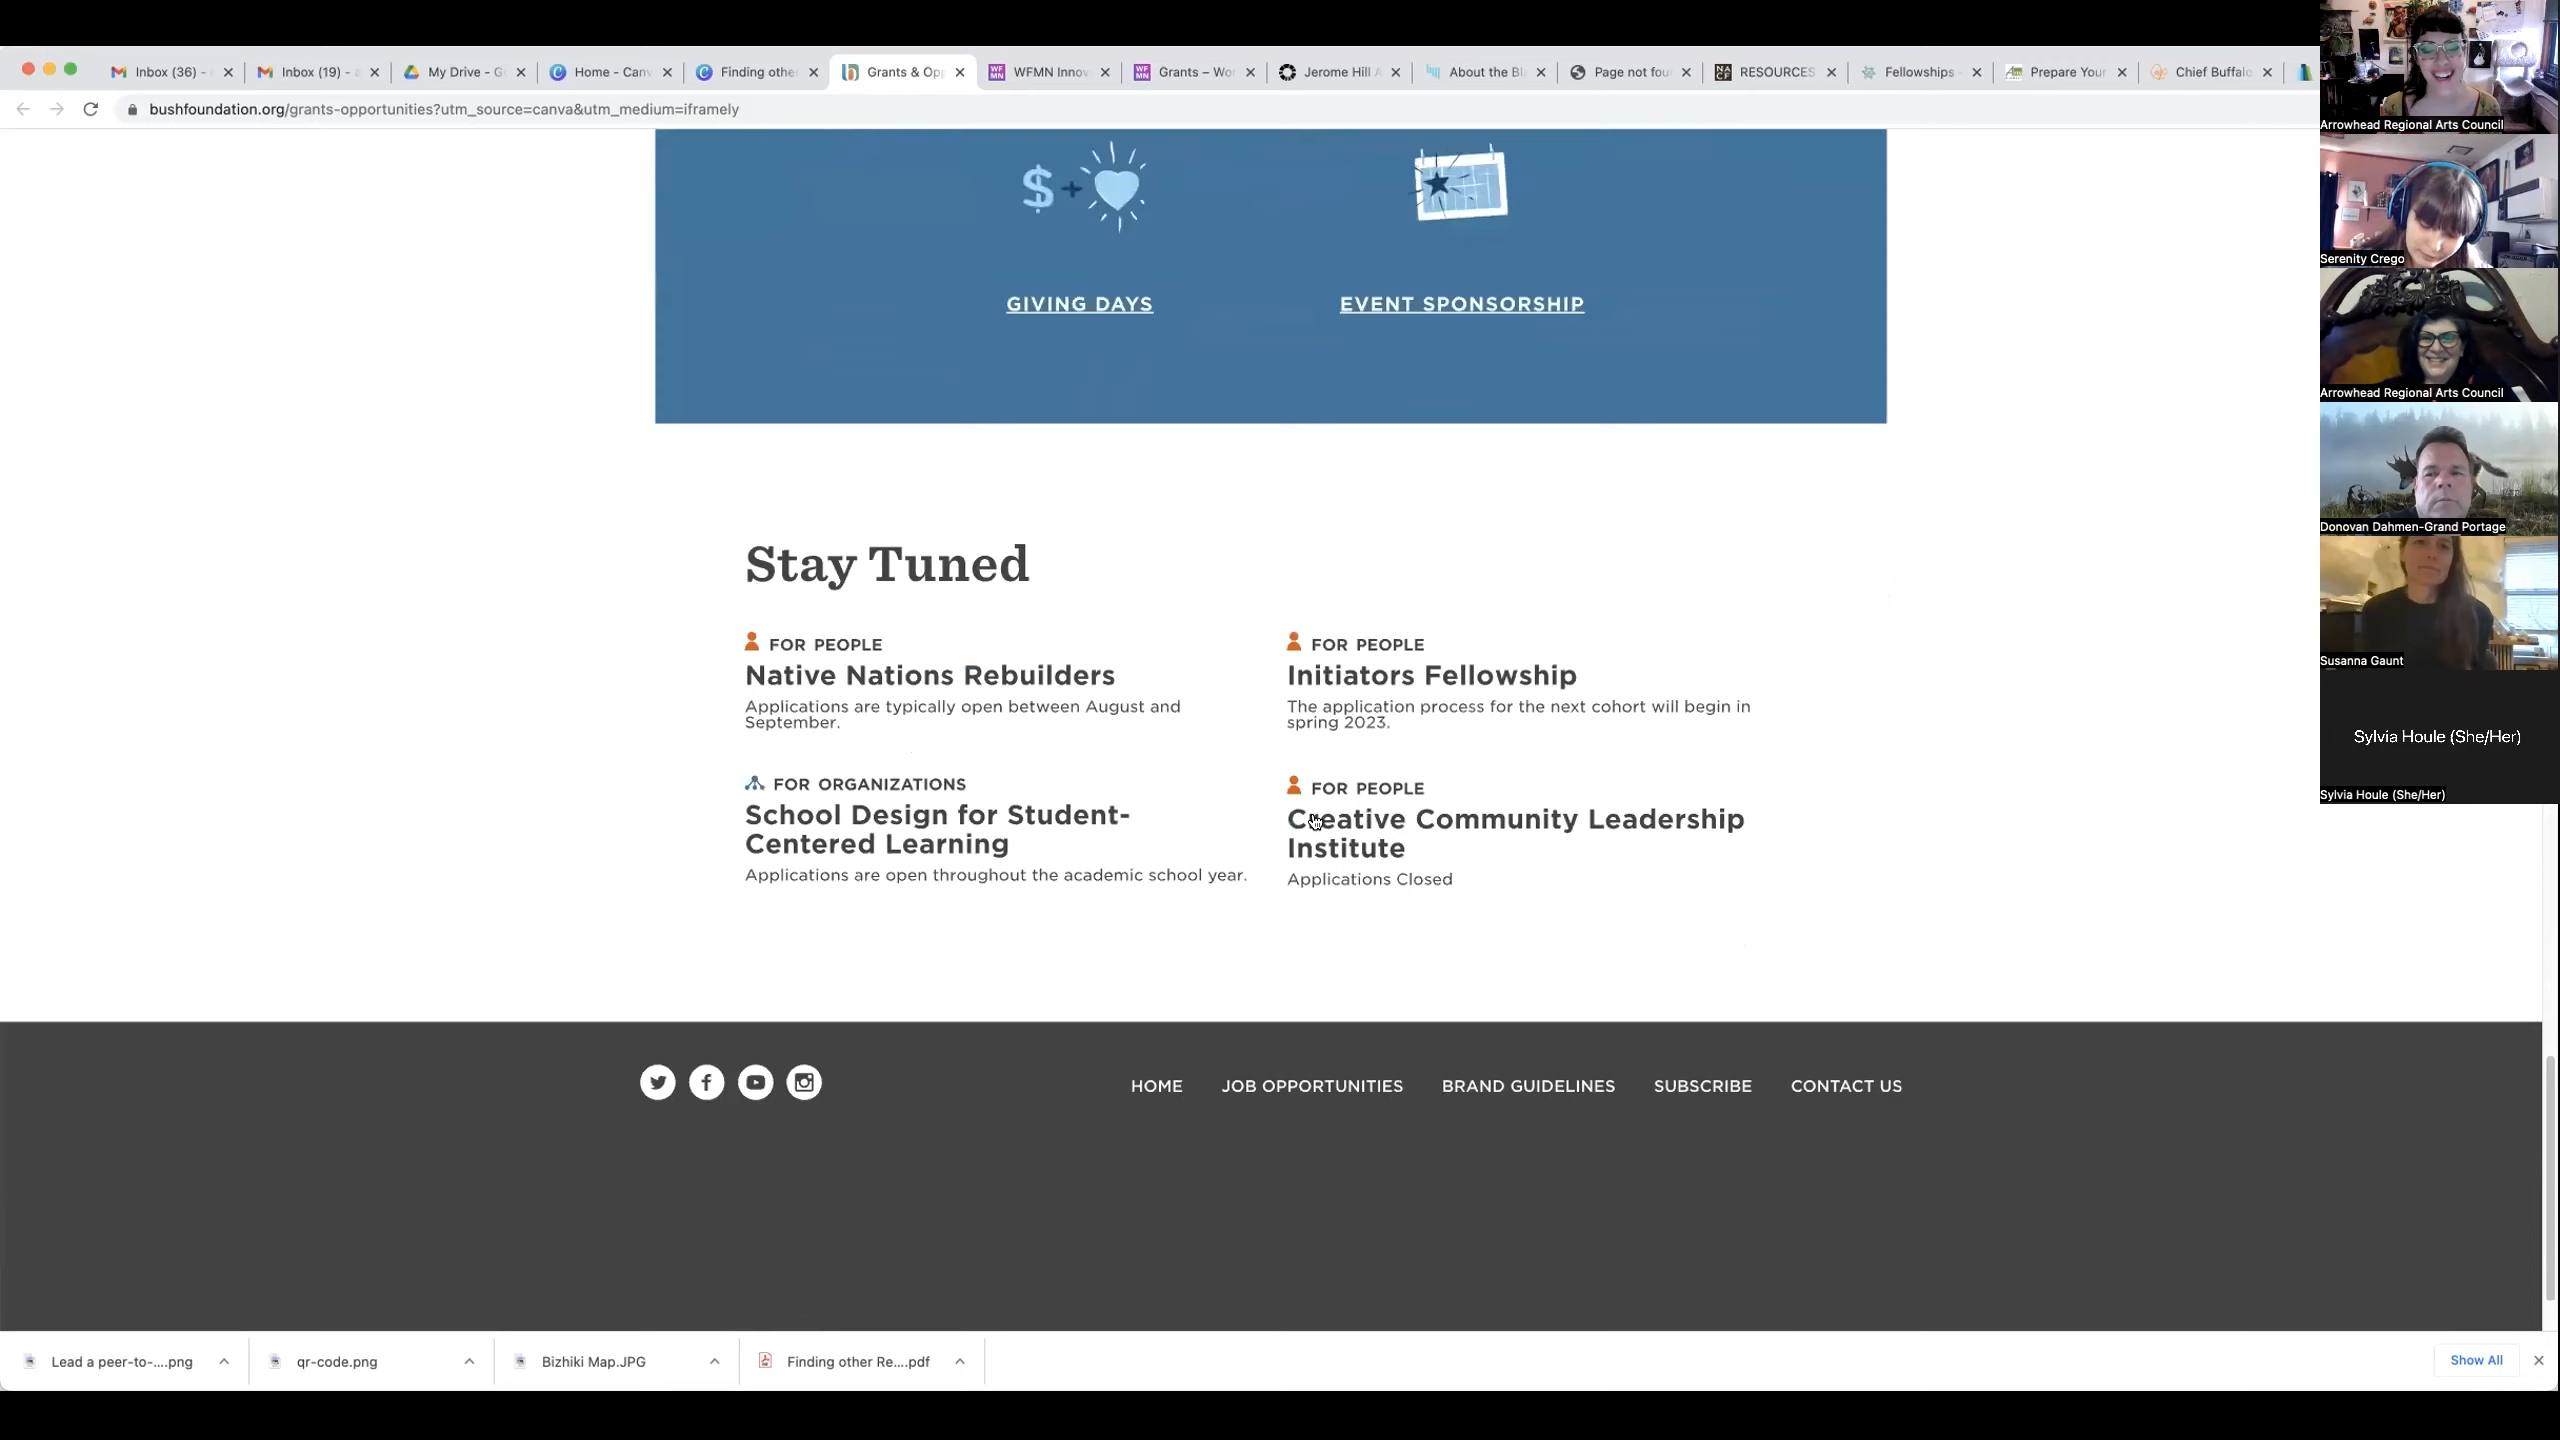 Inbox (36) -
Inbox (19) -
My Drive - G
Home - Canv
Finding othe
Grants & Opp
WFMN Innov
Grants – Wo
Jerome Hill A
About the Bi
Page not fou
RESOURCES
Fellowships -
Prepare Your
Chief Buffalo
bushfoundation.org/grants-opportunities?utm_source=canva&utm_medium=iframely
$ +
GIVING DAYS
EVENT SPONSORSHIP
Stay Tuned
FOR PEOPLE
Native Nations Rebuilders
Applications are typically open between August and
September.
FOR PEOPLE
Initiators Fellowship
The application process for the next cohort will begin in
spring 2023.
FOR ORGANIZATIONS
School Design for Student-
Centered Learning
Applications are open throughout the academic school year.
FOR PEOPLE
Creative Community Leadership
Institute
Applications Closed
HOME
JOB OPPORTUNITIES
BRAND GUIDELINES
SUBSCRIBE
CONTACT US
Lead a peer-to-....png
qr-code.png
Bizhiki Map.JPG
Finding other Re....pdf
Show All
Arrowhead Regional Arts Council
Serenity Crego
Arrowhead Regional Arts Council
Donovan Dahmen-Grand Portage
Susanna Gaunt
Sylvia Houle (She/Her)
Sylvia Houle (She/Her)